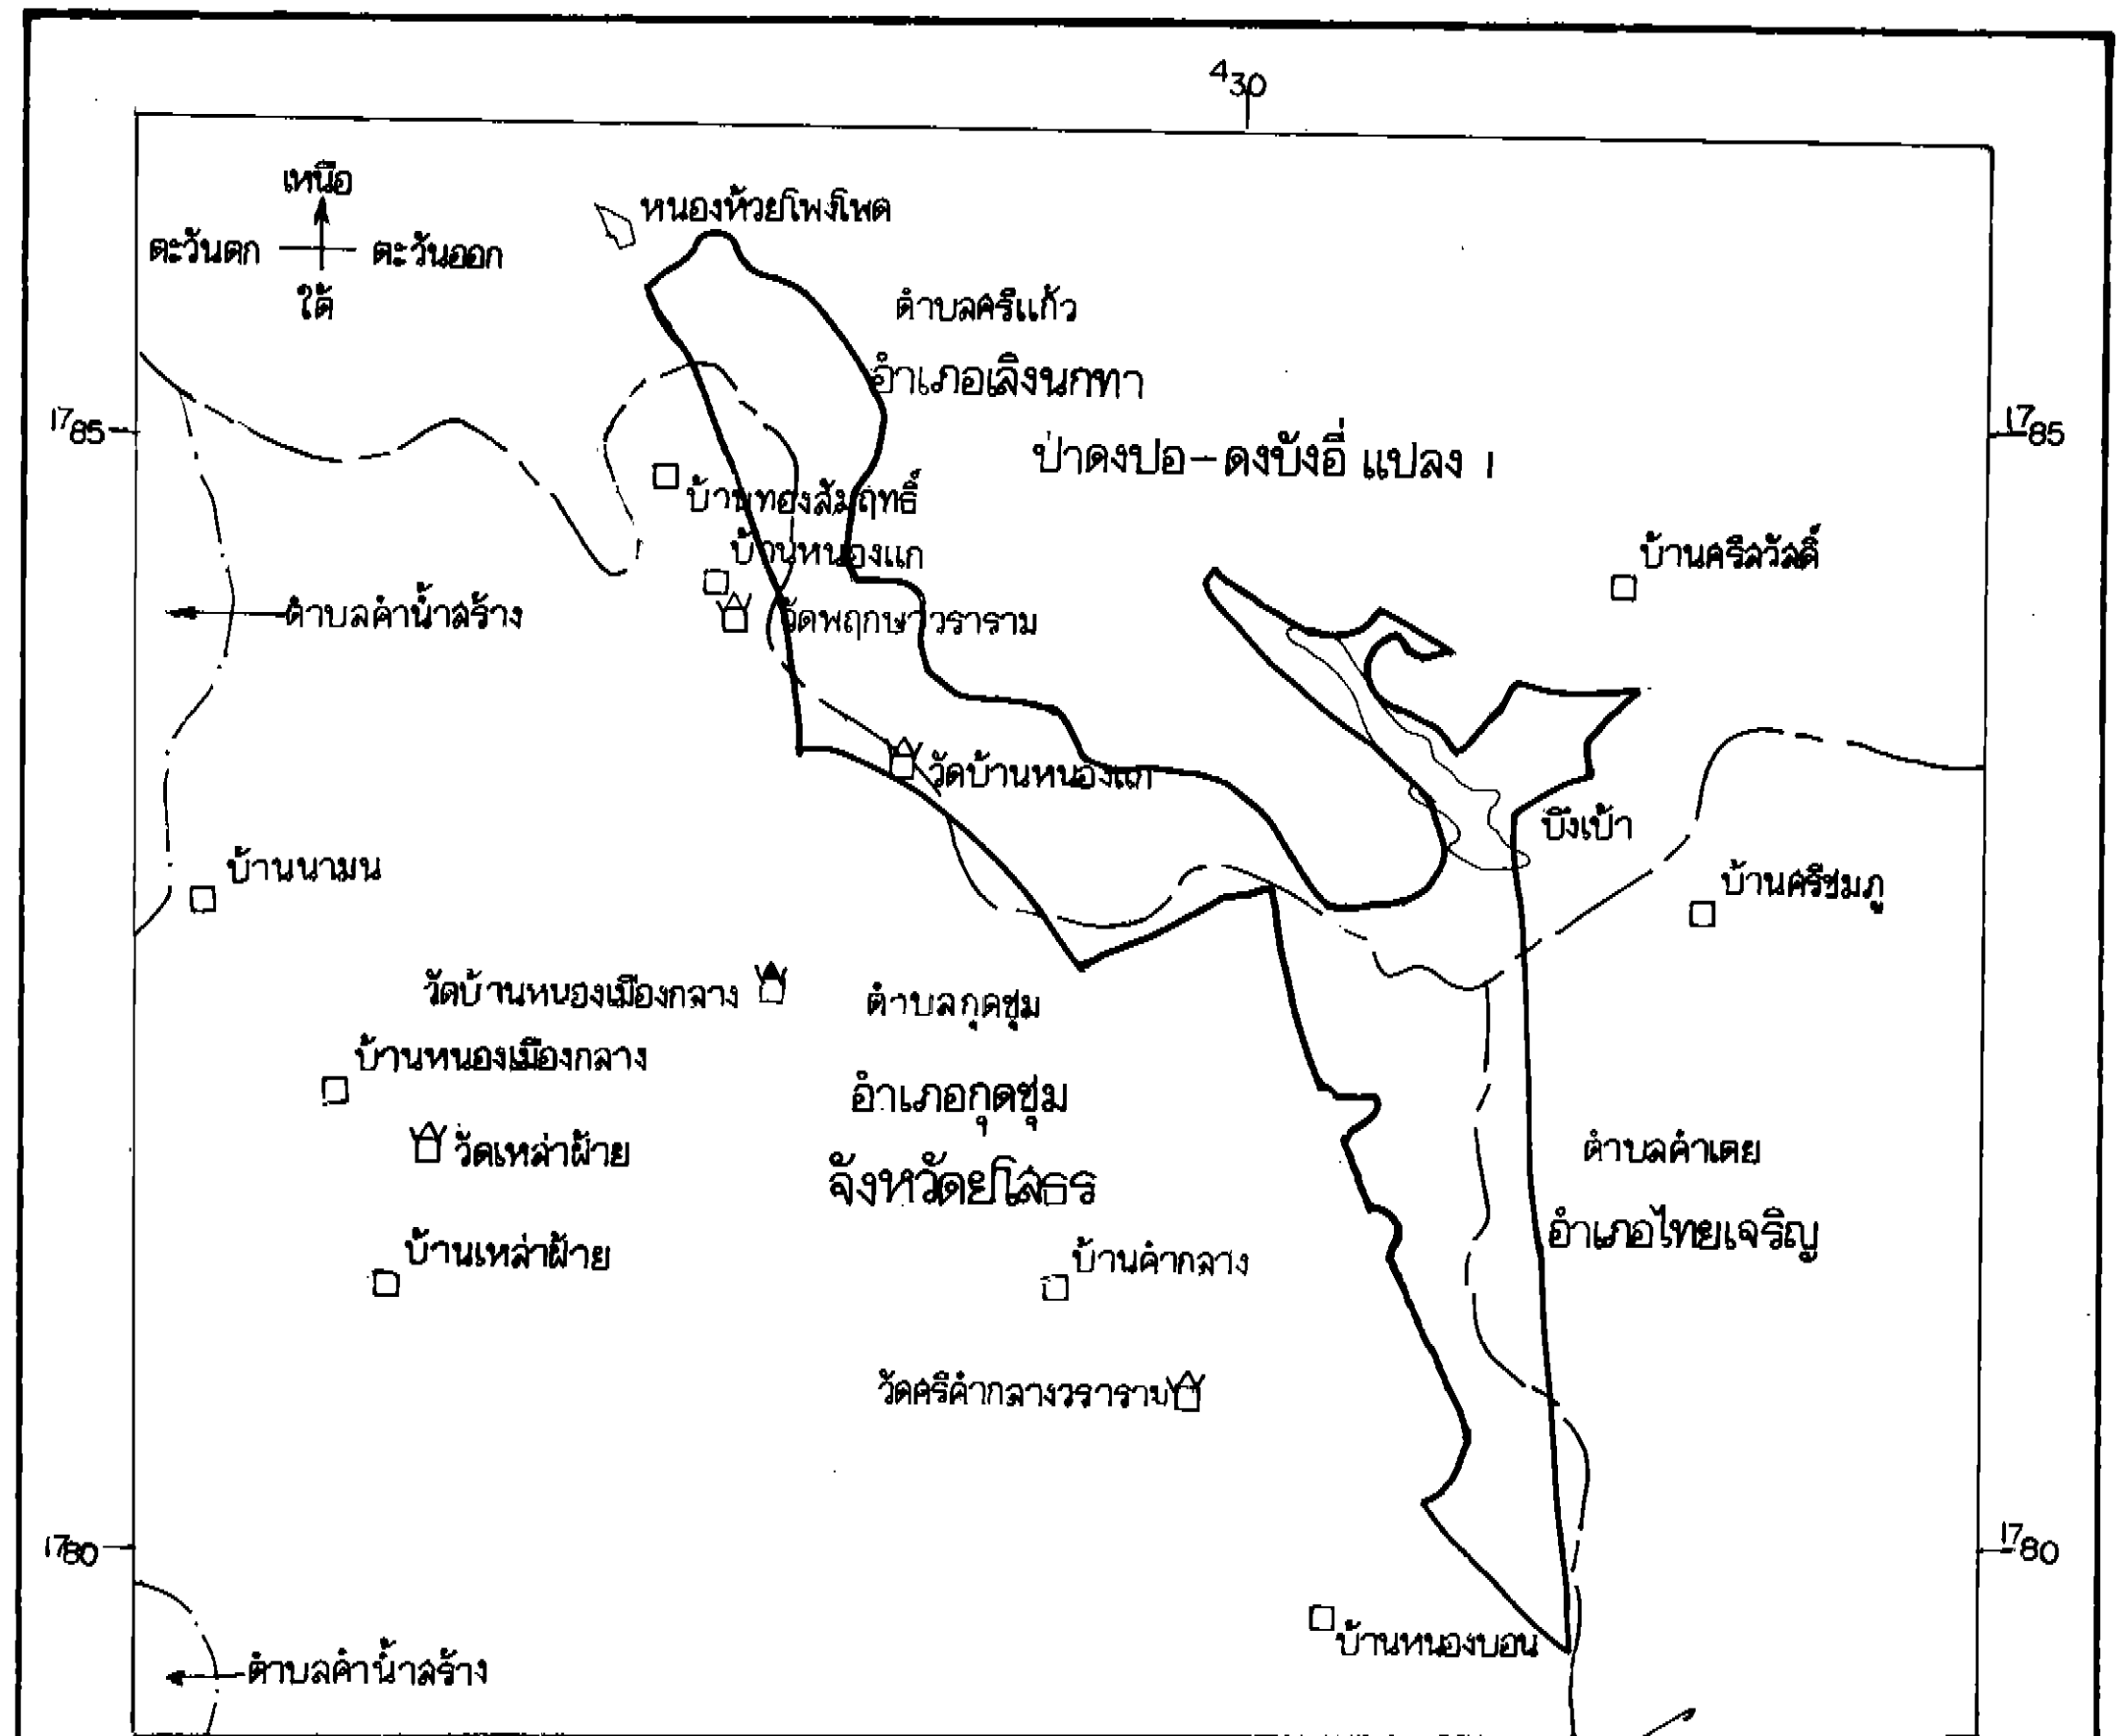 430
เหนือ
ตะวันตก
ตะวันออก
ใต้
หนองห้วยโพงโพด
ตำบลศรีแก้ว
อำเภอเลิงนกทา
1785
1785
ป่าดงปอ-ดงบังอี่ แปลง 1
บ้านทองสัมฤทธิ์
บ้านหนองแก
บ้านศรีสวัสดิ์
ตำบลคำน้ำสร้าง
วัดพฤกษาวราราม
วัดบ้านหนองแก
บึงเป้า
บ้านนามน
บ้านศรีชมภู
วัดบ้านหนองเมืองกลาง
ตำบลกุดชุม
บ้านหนองเมืองกลาง
อำเภอกุดชุม
วัดเหล่าฝ้าย
ตำบลคำเตย
จังหวัดยโสธร
อำเภอไทยเจริญ
บ้านเหล่าฝ้าย
บ้านคำกลาง
วัดศรีคำกลางวราราม
1780
1780
บ้านหนองบอน
ตำบลคำน้ำสร้าง